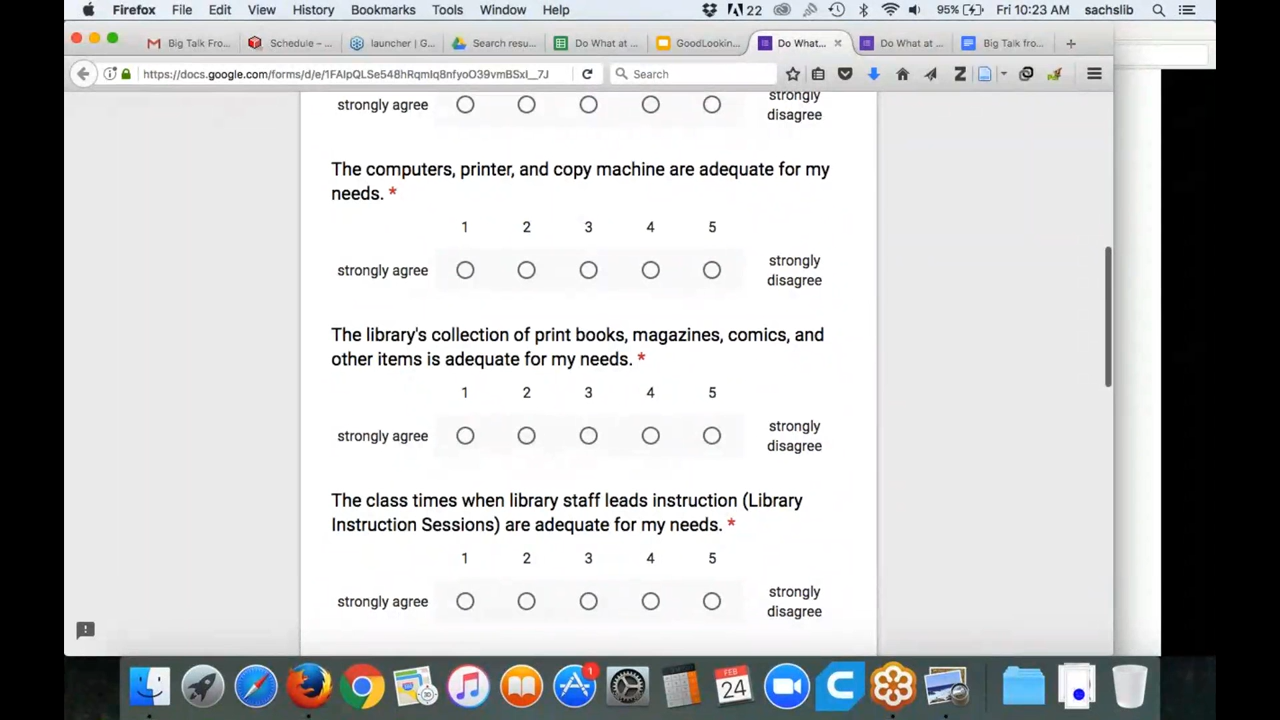 Firefox File Edit View History Bookmarks Tools Window Help 22 95% Fri 10:23 AM sachslib
Big Talk Fro... Schedule – ... launcher | G... Search resu... Do What at ... GoodLookin... Do What... Do What at ... Big Talk fro...
https://docs.google.com/forms/d/e/1FAIpQLSe548hRqmIq8nfyoO39vmBSxI_7J Search
strongly agree strongly
disagree
The computers, printer, and copy machine are adequate for my
needs. *
1 2 3 4 5
strongly agree strongly
disagree
The library's collection of print books, magazines, comics, and
other items is adequate for my needs. *
1 2 3 4 5
strongly agree strongly
disagree
The class times when library staff leads instruction (Library
Instruction Sessions) are adequate for my needs. *
1 2 3 4 5
strongly agree strongly
disagree
1
FEB
24